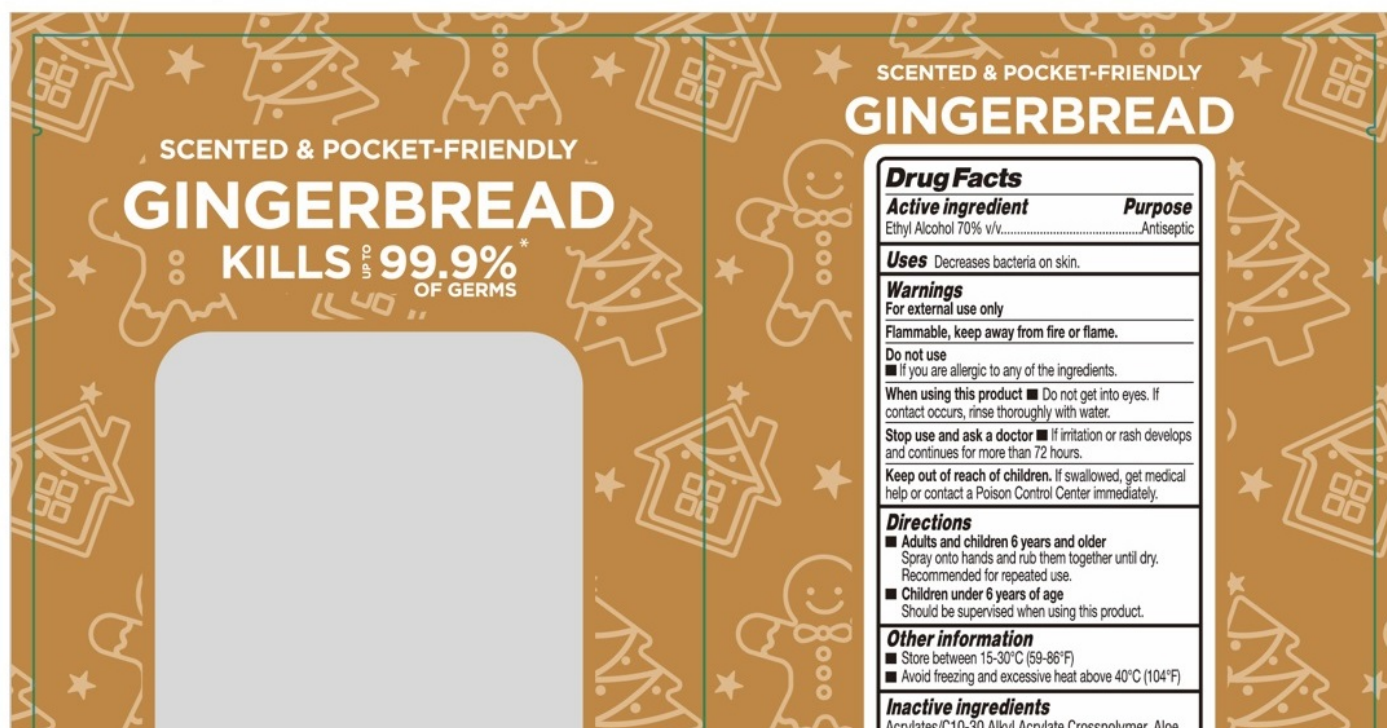 SCENTED & POCKET-FRIENDLY
GINGERBREAD
KILLS UP TO 99.9%*
OF GERMS
SCENTED & POCKET-FRIENDLY
GINGERBREAD
Drug Facts
Active ingredient Purpose
Ethyl Alcohol 70% v/v..........................................Antiseptic
Uses Decreases bacteria on skin.
Warnings
For external use only
Flammable, keep away from fire or flame.
Do not use
■ If you are allergic to any of the ingredients.
When using this product ■ Do not get into eyes. If
contact occurs, rinse thoroughly with water.
Stop use and ask a doctor ■ If irritation or rash develops
and continues for more than 72 hours.
Keep out of reach of children. If swallowed, get medical
help or contact a Poison Control Center immediately.
Directions
■ Adults and children 6 years and older
Spray onto hands and rub them together until dry.
Recommended for repeated use.
■ Children under 6 years of age
Should be supervised when using this product.
Other information
■ Store between 15-30°C (59-86°F)
■ Avoid freezing and excessive heat above 40°C (104°F)
Inactive ingredients
Acrylates/C10-30 Alkyl Acrylate Crosspolymer, Aloe